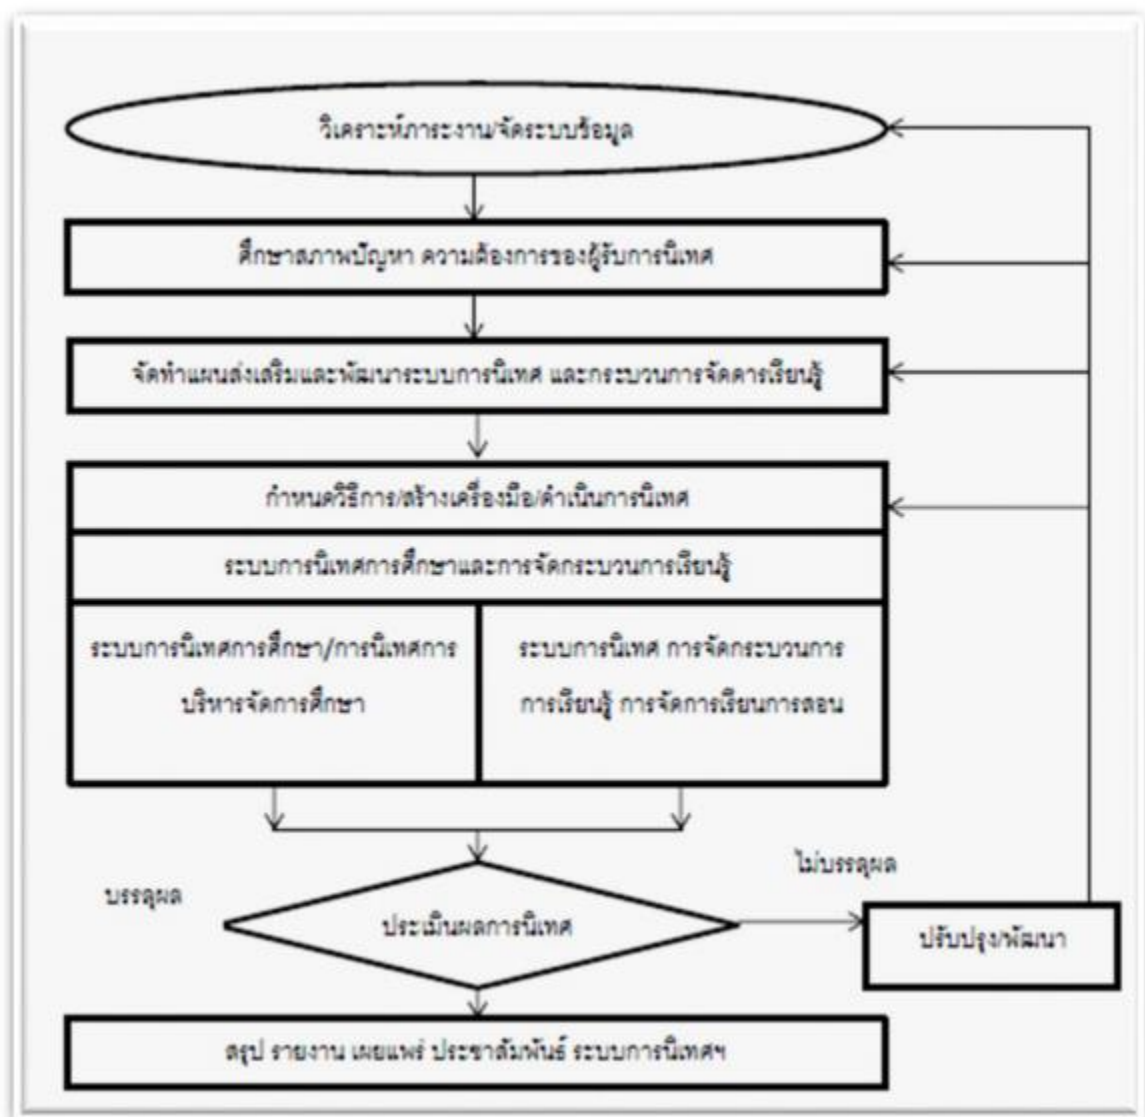 วิเคราะห์ภาระงาน/จัดระบบข้อมูล
ศึกษาสภาพปัญหา ความต้องการของผู้รับการนิเทศ
จัดทำแผนส่งเสริมและพัฒนาระบบการนิเทศ และกระบวนการจัดดารเรียนรู้
กำหนดวิธีการ/สร้างเครื่องมือ/ดำเนินการนิเทศ
ระบบการนิเทศการศึกษาและการจัดกระบวนการเรียนรู้
ระบบการนิเทศการศึกษา/การนิเทศการ
บริหารจัดการศึกษา
ระบบการนิเทศ การจัดกระบวนการ
การเรียนรู้ การจัดการเรียนการสอน
บรรลุผล
ไม่บรรลุผล
ประเมินผลการนิเทศ
ปรับปรุง/พัฒนา
สรุป รายงาน เผยแพร่ ประชาสัมพันธ์ ระบบการนิเทศฯ